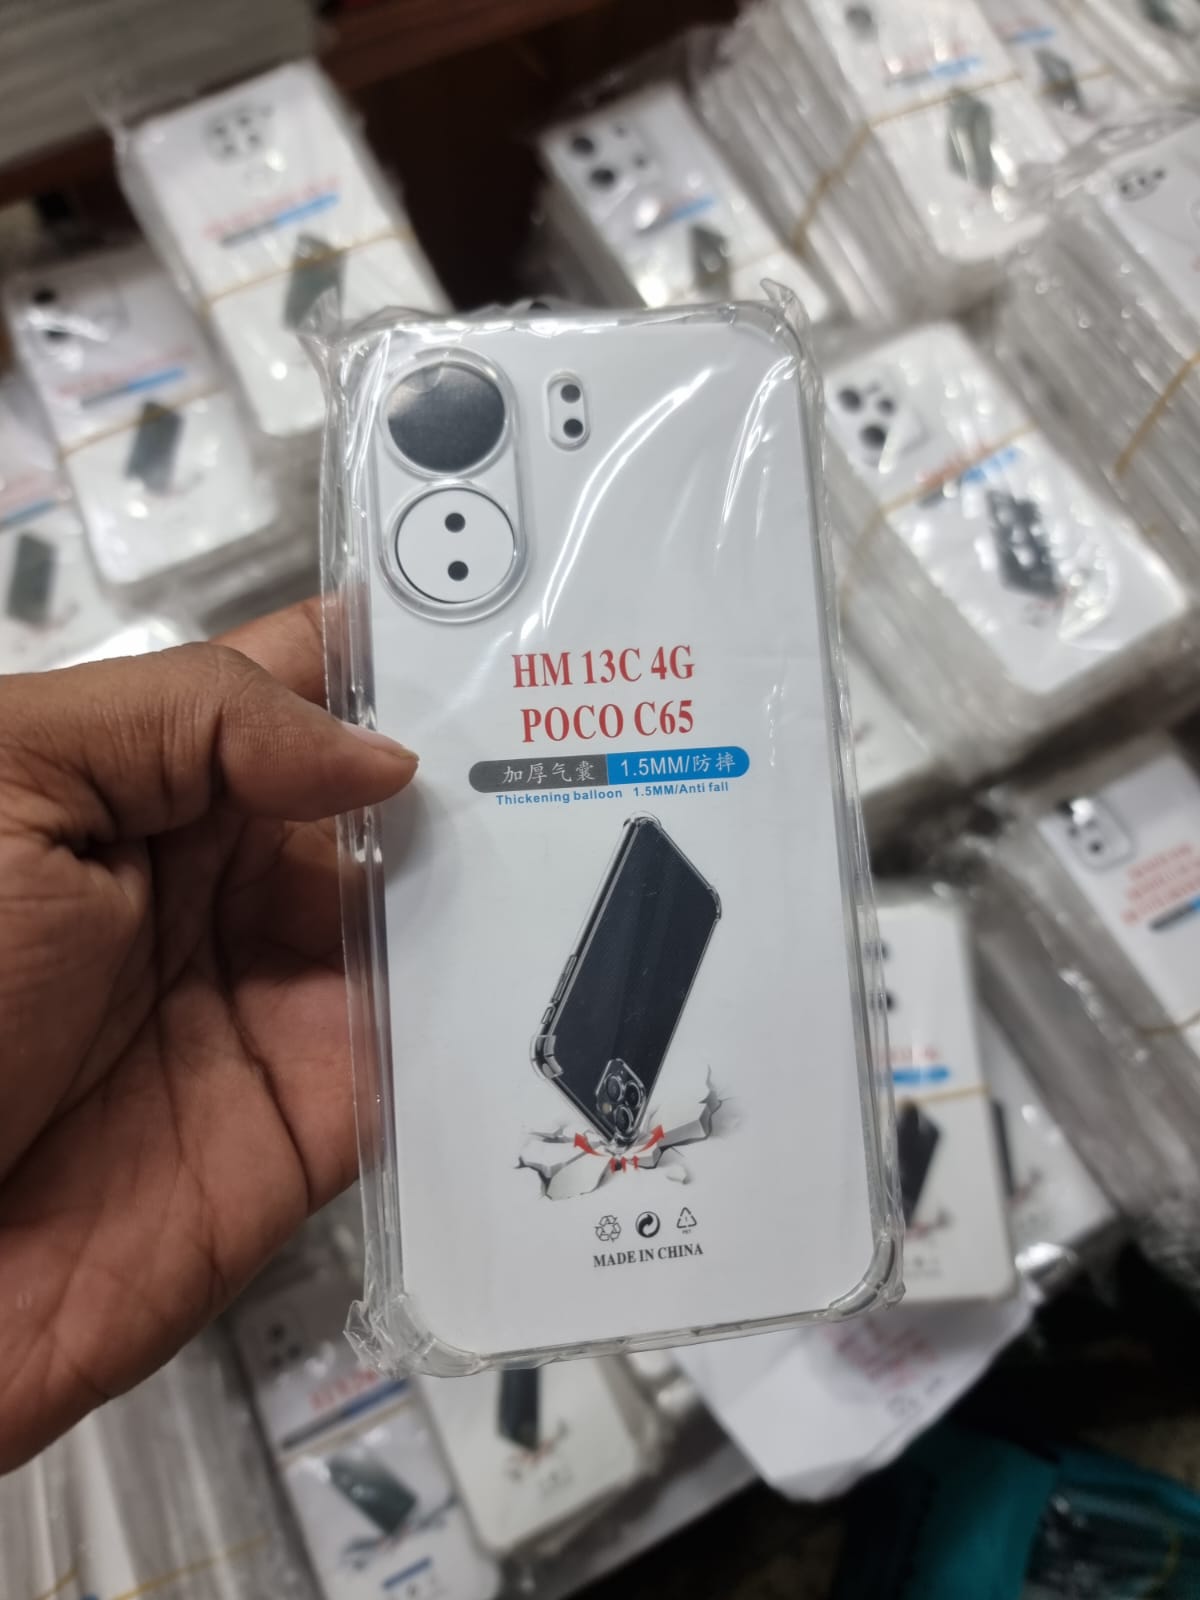 HM 13C 4G
POCO C65
加厚气囊 1.5MM/防摔
Thickening balloon 1.5MM/Anti fall
PET
MADE IN CHINA